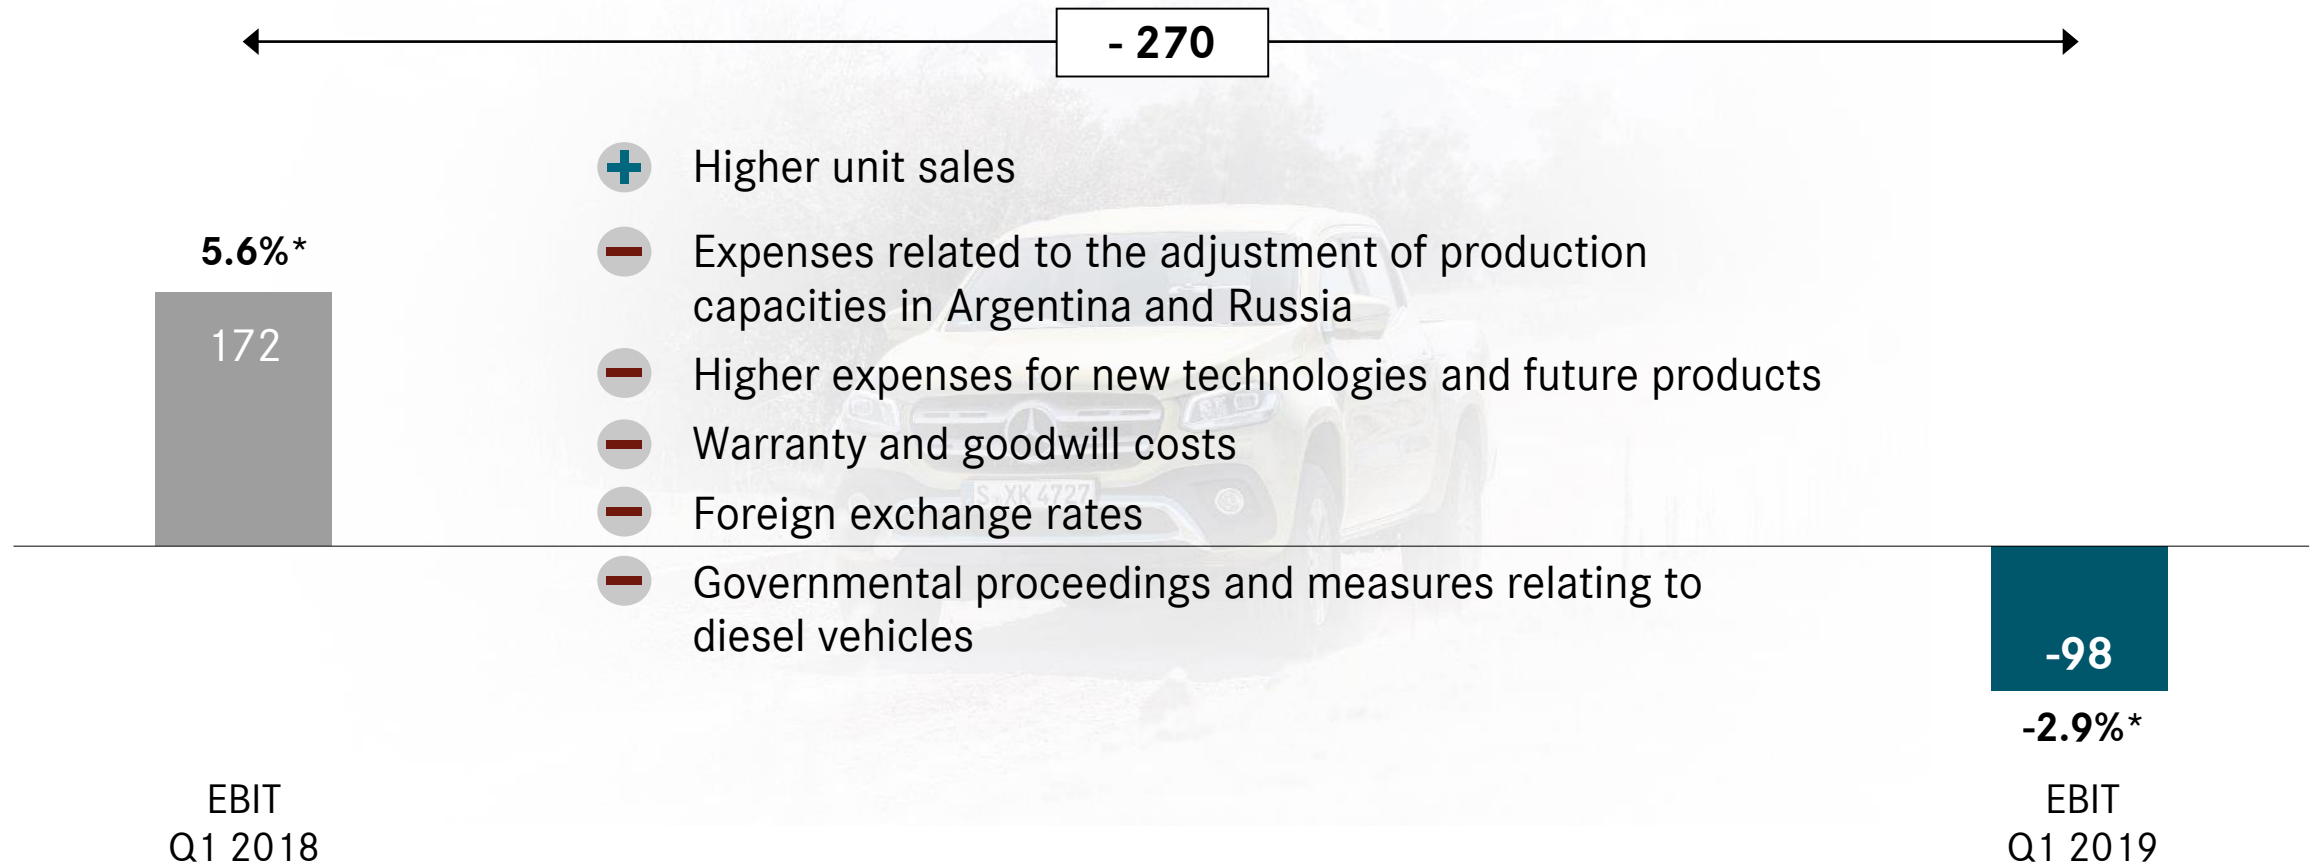 - 270
Higher unit sales
5.6%*
Expenses related to the adjustment of production
capacities in Argentina and Russia
172
Higher expenses for new technologies and future products
Warranty and goodwill costs
S XK 4727
Foreign exchange rates
Governmental proceedings and measures relating to
diesel vehicles
-98
-2.9%*
EBIT
Q1 2018
EBIT
Q1 2019